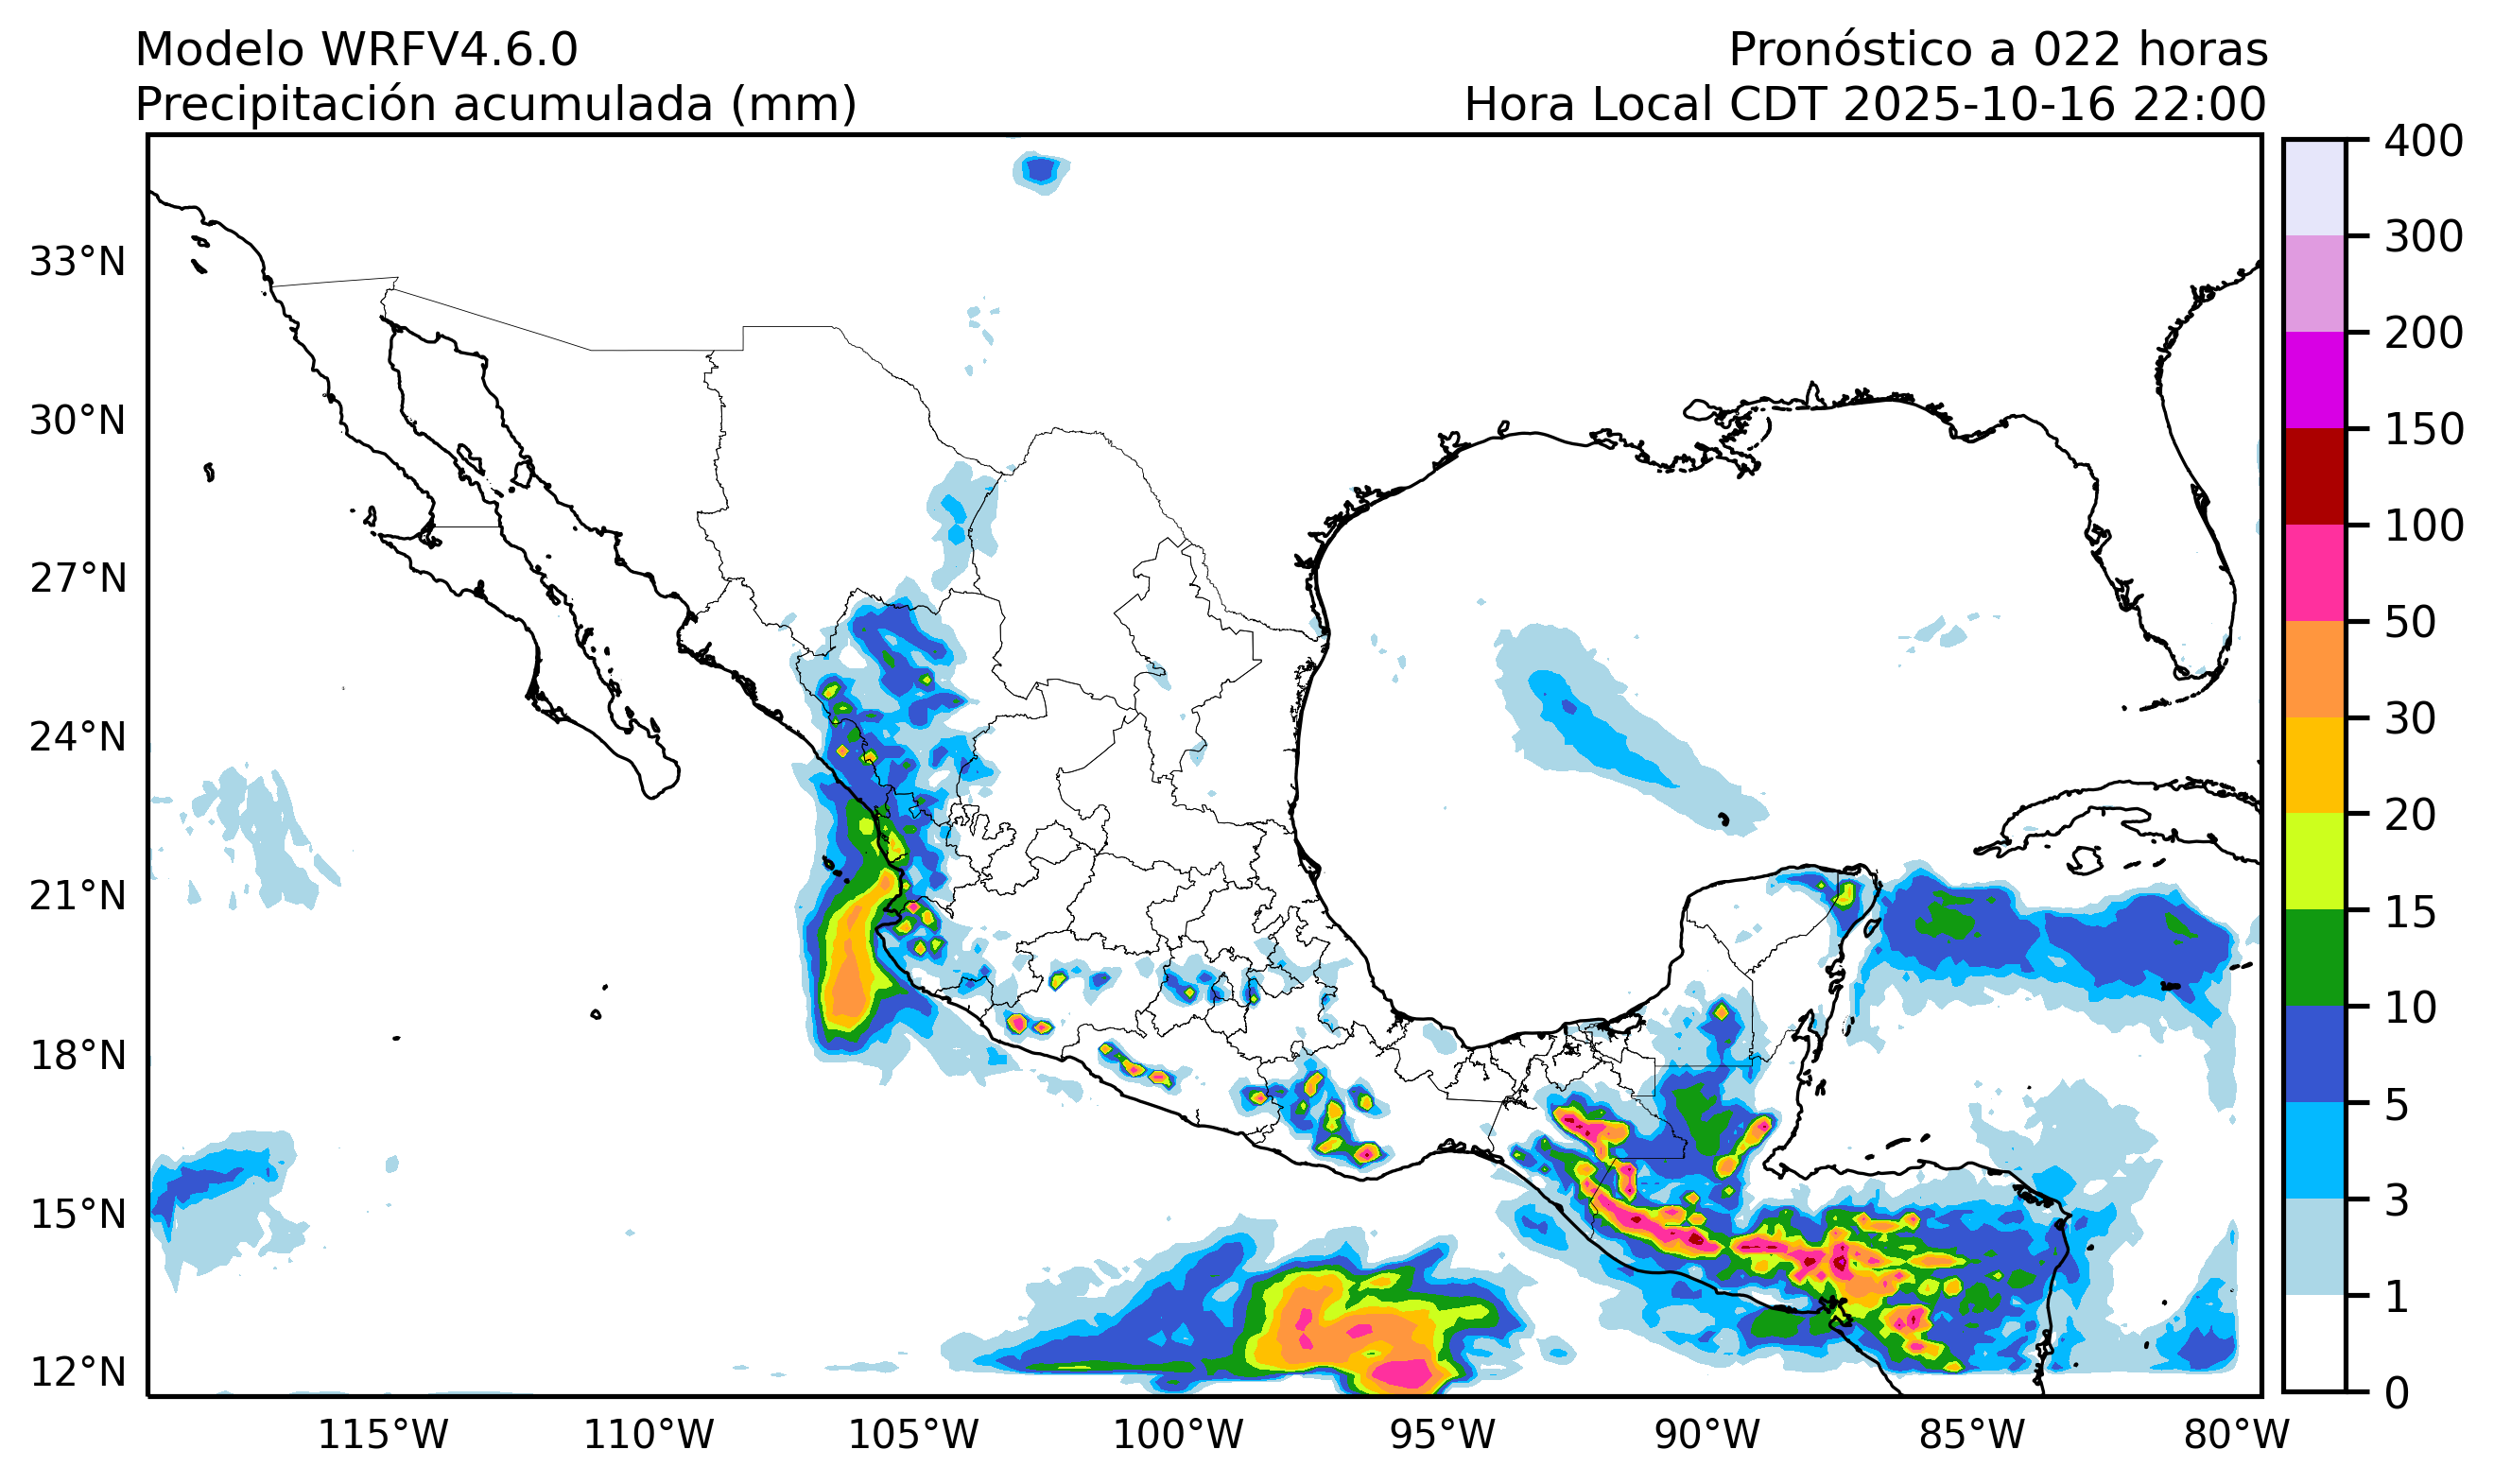 Modelo WRFV4.6.0
Pronóstico a 022 horas
Precipitación acumulada (mm)
Hora Local CDT 2025-10-16 22:00
33°N
30°N
27°N
24°N
21°N
18°N
15°N
12°N
115°W
110°W
105°W
100°W
95°W
90°W
85°W
80°W
400
300
200
150
100
50
30
20
15
10
5
3
1
0